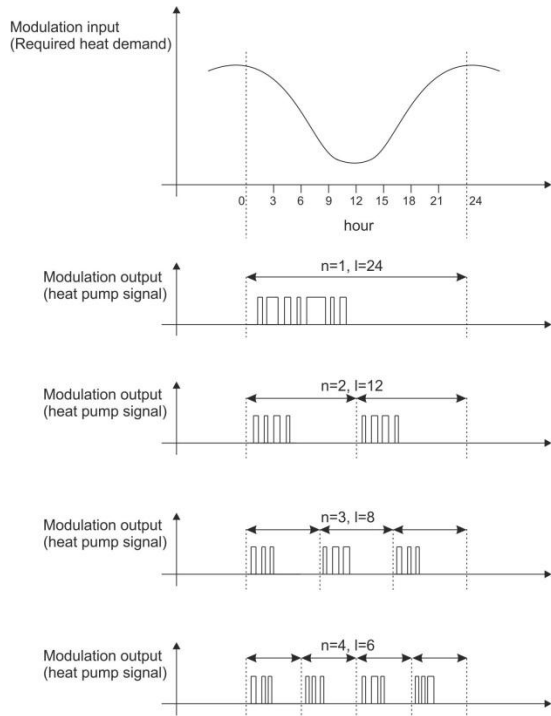 Modulation input
(Required heat demand)
0 3 6 9 12 15 18 21 24
hour
Modulation output
(heat pump signal)
n=1, l=24
Modulation output
(heat pump signal)
n=2, l=12
Modulation output
(heat pump signal)
n=3, l=8
Modulation output
(heat pump signal)
n=4, l=6